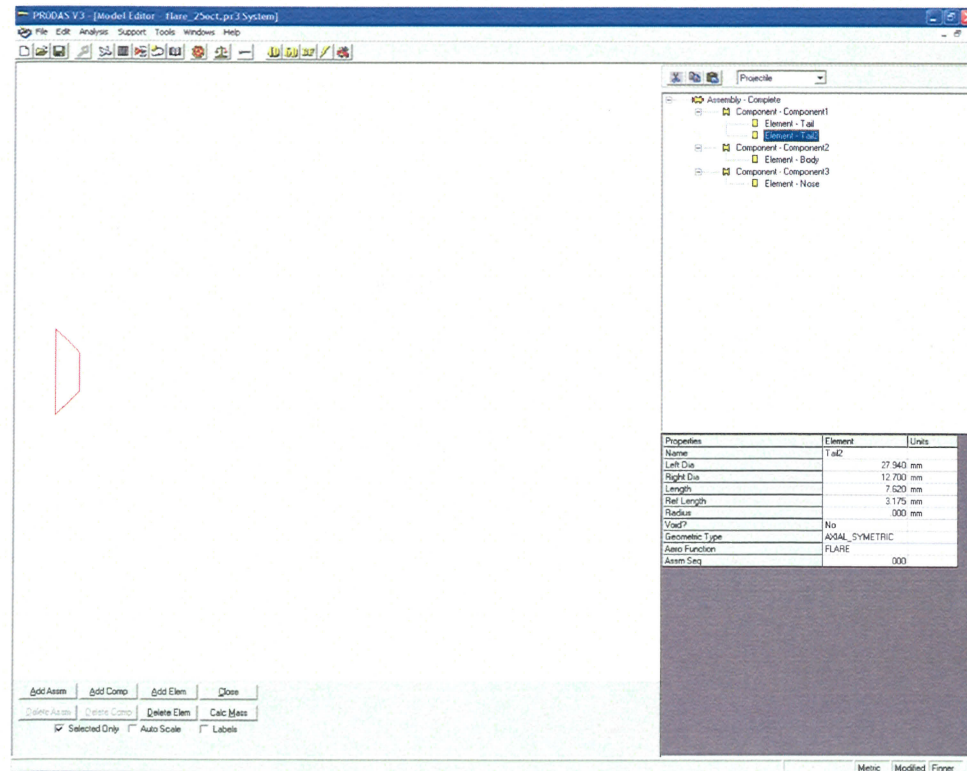 PRODAS V3 - [Model Editor - flare_25oct.pr3 System]
File Edit Analysis Support Tools Windows Help
Projectile
Assembly - Complete
Component - Component1
Element - Tail
Element - Tail2
Component - Component2
Element - Body
Component - Component3
Element - Nose
Properties Element Units
Name Tail2
Left Dia 27.940 mm
Right Dia 12.700 mm
Length 7.620 mm
Ref Length 3.175 mm
Radius .000 mm
Void? No
Geometric Type AXIAL_SYMETRIC
Aero Function FLARE
Assm Seq .000
Add Assm Add Comp Add Elem Close
Delete Assm Delete Comp Delete Elem Calc Mass
Selected Only Auto Scale Labels
Metric Modified Finner